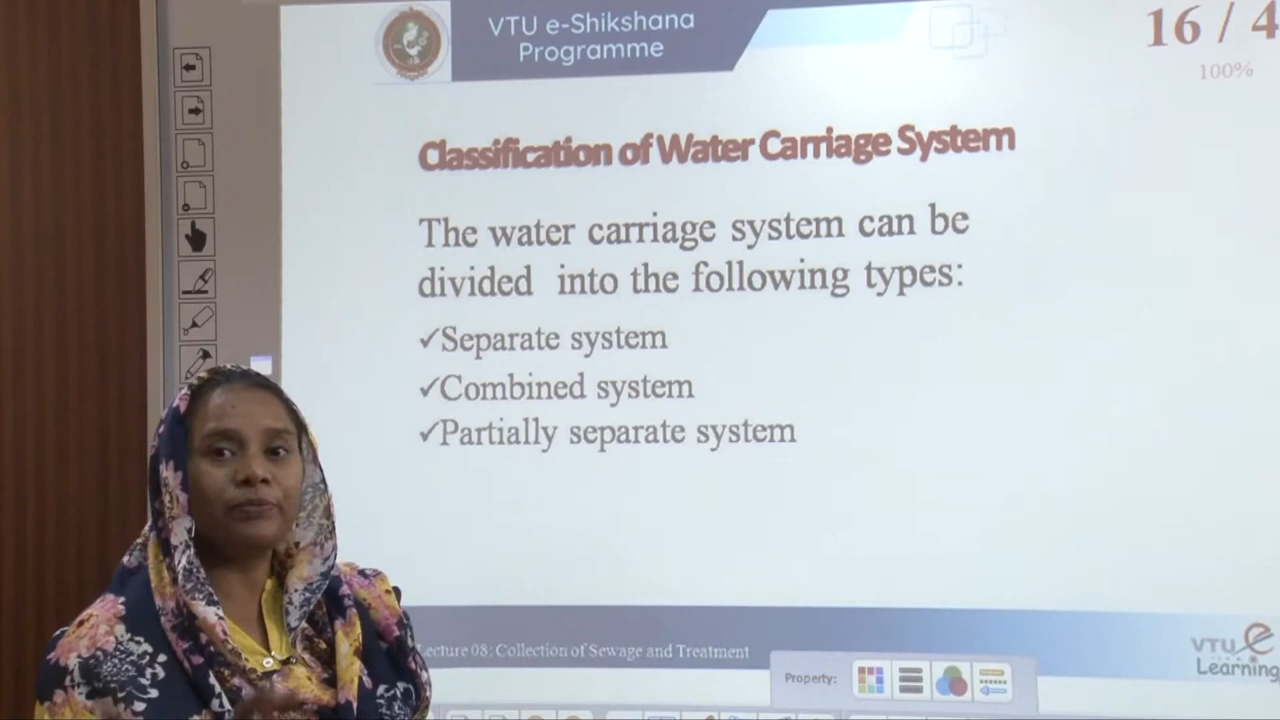 VTU e-Shikshana
Programme
16 / 4
100%
Classification of Water Carriage System
The water carriage system can be
divided into the following types:
✓Separate system
✓Combined system
✓Partially separate system
Lecture 08: Collection of Sewage and Treatment
VTU e
Learning
Property: